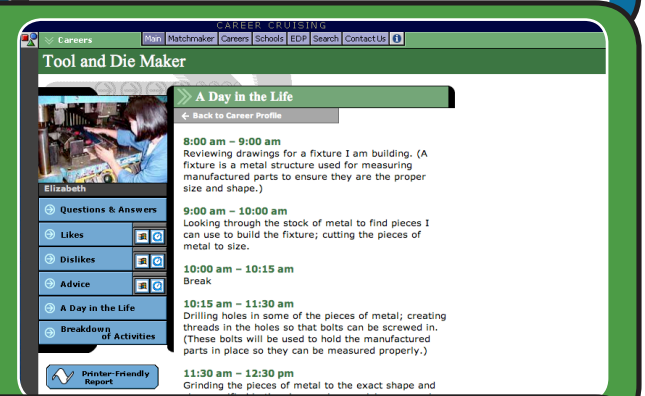 CAREER CRUISING
Careers
Main Matchmaker Careers Schools EDP Search Contact Us i
Tool and Die Maker
A Day in the Life
Back to Career Profile
8:00 am – 9:00 am
Reviewing drawings for a fixture I am building. (A
fixture is a metal structure used for measuring
manufactured parts to ensure they are the proper
size and shape.)
9:00 am – 10:00 am
Looking through the stock of metal to find pieces I
can use to build the fixture; cutting the pieces of
metal to size.
10:00 am – 10:15 am
Break
10:15 am – 11:30 am
Drilling holes in some of the pieces of metal; creating
threads in the holes so that bolts can be screwed in.
(These bolts will be used to hold the manufactured
parts in place so they can be measured properly.)
11:30 am – 12:30 pm
Grinding the pieces of metal to the exact shape and
Elizabeth
Questions & Answers
Likes
Dislikes
Advice
A Day in the Life
Breakdown
of Activities
Printer-Friendly
Report